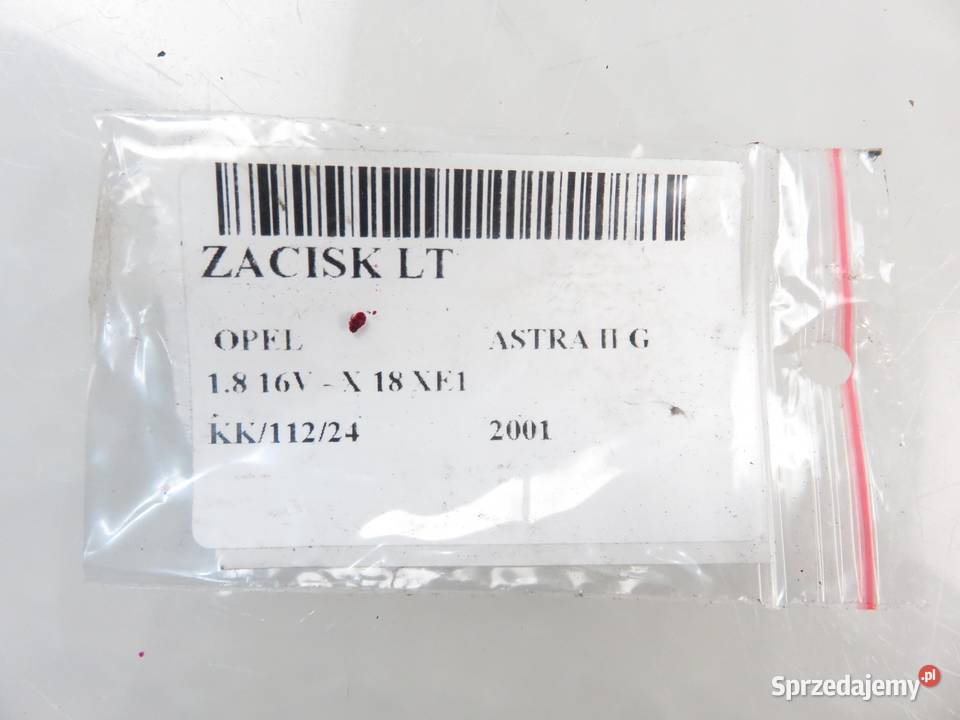 ZACISK LT
OPEL ASTRA II G
1.8 16V - X 18 XE1
KK/112/24 2001
Sprzedajemy.pl